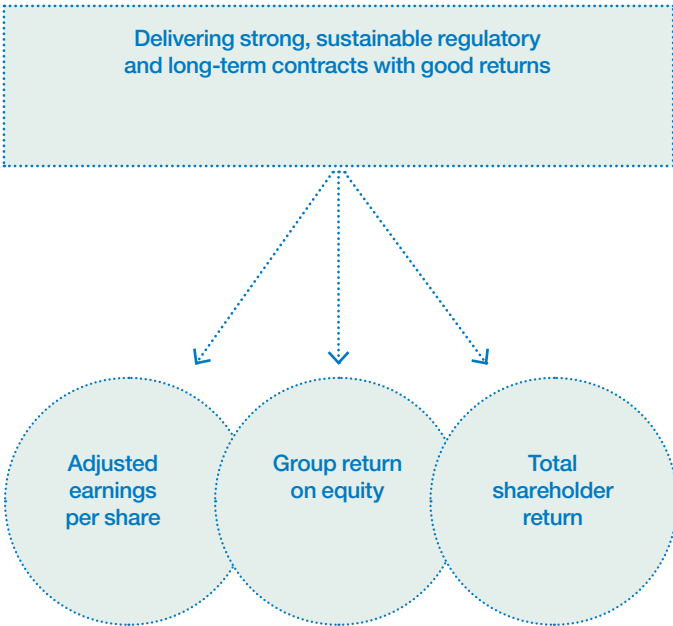 Delivering strong, sustainable regulatory
and long-term contracts with good returns
Adjusted
earnings
per share
Group return
on equity
Total
shareholder
return